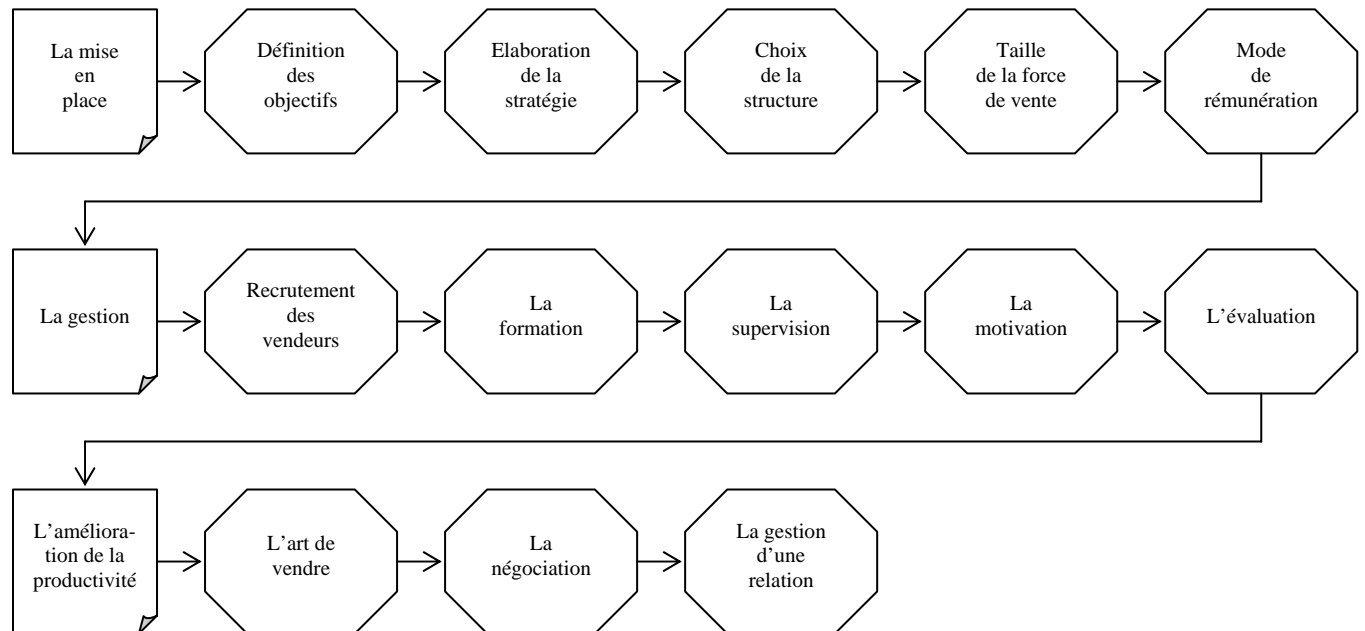 La mise
en
place
Définition
des
objectifs
Elaboration
de la
stratégie
Choix
de la
structure
Taille
de la force
de vente
Mode
de
rémunération
La gestion
Recrutement
des
vendeurs
La
formation
La
supervision
La
motivation
L’évaluation
L’améliora-
tion de la
productivité
L’art de
vendre
La
négociation
La gestion
d’une
relation